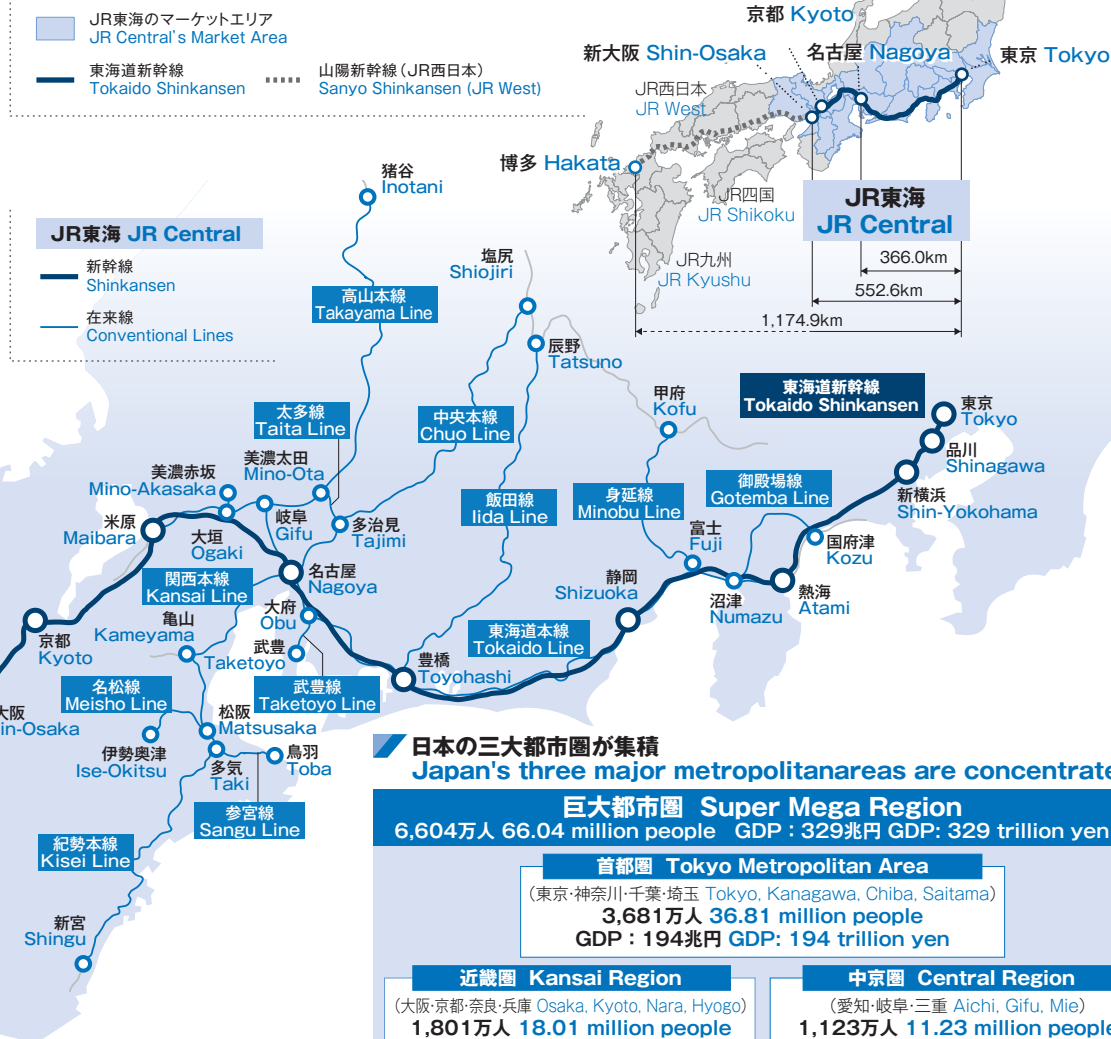 JR東海のマーケットエリア
JR Central's Market Area
東海道新幹線
Tokaido Shinkansen
山陽新幹線(JR西日本)
Sanyo Shinkansen (JR West)
京都 Kyoto
新大阪 Shin-Osaka
名古屋 Nagoya
東京 Tokyo
JR西日本
JR West
博多 Hakata
JR四国
JR Shikoku
JR九州
JR Kyushu
JR東海
JR Central
366.0km
552.6km
1,174.9km
JR東海 JR Central
新幹線
Shinkansen
在来線
Conventional Lines
猪谷
Inotani
塩尻
Shiojiri
高山本線
Takayama Line
辰野
Tatsuno
甲府
Kofu
東海道新幹線
Tokaido Shinkansen
東京
Tokyo
品川
Shinagawa
新横浜
Shin-Yokohama
太多線
Taita Line
中央本線
Chuo Line
美濃赤坂
Mino-Akasaka
美濃太田
Mino-Ota
飯田線
Iida Line
身延線
Minobu Line
御殿場線
Gotemba Line
米原
Maibara
大垣
Ogaki
岐阜
Gifu
多治見
Tajimi
富士
Fuji
国府津
Kozu
関西本線
Kansai Line
名古屋
Nagoya
静岡
Shizuoka
沼津
Numazu
熱海
Atami
京都
Kyoto
亀山
Kameyama
大府
Obu
武豊
Taketoyo
東海道本線
Tokaido Line
豊橋
Toyohashi
名松線
Meisho Line
武豊線
Taketoyo Line
大阪
in-Osaka
松阪
Matsusaka
伊勢奥津
Ise-Okitsu
多気
Taki
鳥羽
Toba
参宮線
Sangu Line
紀勢本線
Kisei Line
新宮
Shingu
日本の三大都市圏が集積
Japan's three major metropolitanareas are concentrate
巨大都市圏 Super Mega Region
6,604万人 66.04 million people GDP:329兆円 GDP: 329 trillion yen
首都圏 Tokyo Metropolitan Area
(東京・神奈川・千葉・埼玉 Tokyo, Kanagawa, Chiba, Saitama)
3,681万人 36.81 million people
GDP:194兆円 GDP: 194 trillion yen
近畿圏 Kansai Region
(大阪・京都・奈良・兵庫 Osaka, Kyoto, Nara, Hyogo)
1,801万人 18.01 million people
中京圏 Central Region
(愛知・岐阜・三重 Aichi, Gifu, Mie)
1,123万人 11.23 million people